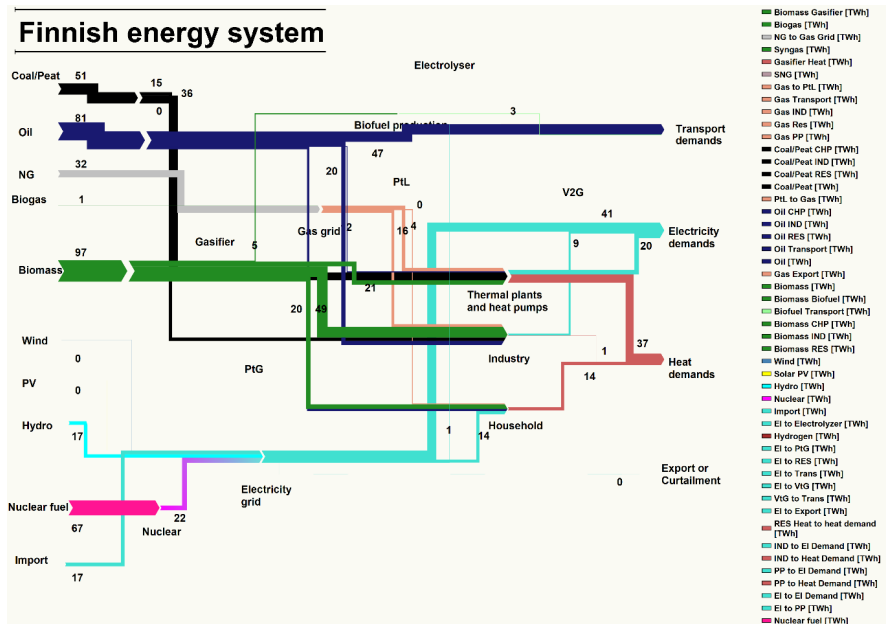 Finnish energy system
Electrolyser
Coal/Peat
51
15
36
0
81
Oil
Biofuel production
3
Transport
demands
47
20
NG
32
PtL
Biogas
1
0
V2G
41
Gasifier
5
Gas grid
2
16
4
9
20
Electricity
demands
97
Biomass
21
20
49
Thermal plants
and heat pumps
Wind
0
PtG
Industry
1
37
Heat
demands
14
PV
0
Hydro
17
Household
1
14
Export or
Curtailment
0
Electricity
grid
Nuclear fuel
67
22
Nuclear
Import
17
Biomass Gasifier [TWh]
Biogas [TWh]
NG to Gas Grid [TWh]
Syngas [TWh]
Gasifier Heat [TWh]
SNG [TWh]
Gas to PtL [TWh]
Gas Transport [TWh]
Gas IND [TWh]
Gas Res [TWh]
Gas PP [TWh]
Coal/Peat CHP [TWh]
Coal/Peat IND [TWh]
Coal/Peat RES [TWh]
Coal/Peat [TWh]
PtL to Gas [TWh]
Oil CHP [TWh]
Oil IND [TWh]
Oil RES [TWh]
Oil Transport [TWh]
Oil [TWh]
Gas Export [TWh]
Biomass [TWh]
Biomass Biofuel [TWh]
Biofuel Transport [TWh]
Biomass CHP [TWh]
Biomass IND [TWh]
Biomass RES [TWh]
Wind [TWh]
Solar PV [TWh]
Hydro [TWh]
Nuclear [TWh]
Import [TWh]
El to Electrolyzer [TWh]
Hydrogen [TWh]
El to PtG [TWh]
El to RES [TWh]
El to Trans [TWh]
El to VtG [TWh]
VtG to Trans [TWh]
El to Export [TWh]
RES Heat to heat demand
[TWh]
IND to El Demand [TWh]
IND to Heat Demand [TWh]
PP to El Demand [TWh]
PP to Heat Demand [TWh]
El to El Demand [TWh]
El to PP [TWh]
Nuclear fuel [TWh]